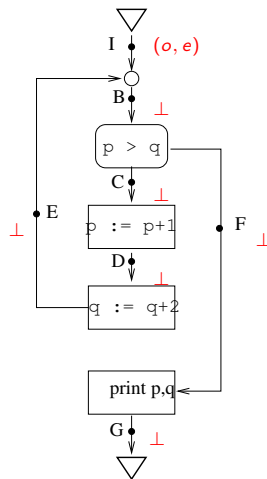 I (o, e)
B
⊥
p > q
C
⊥
p := p+1
D
⊥
q := q+2
E
⊥
F
⊥
print p,q
G
⊥